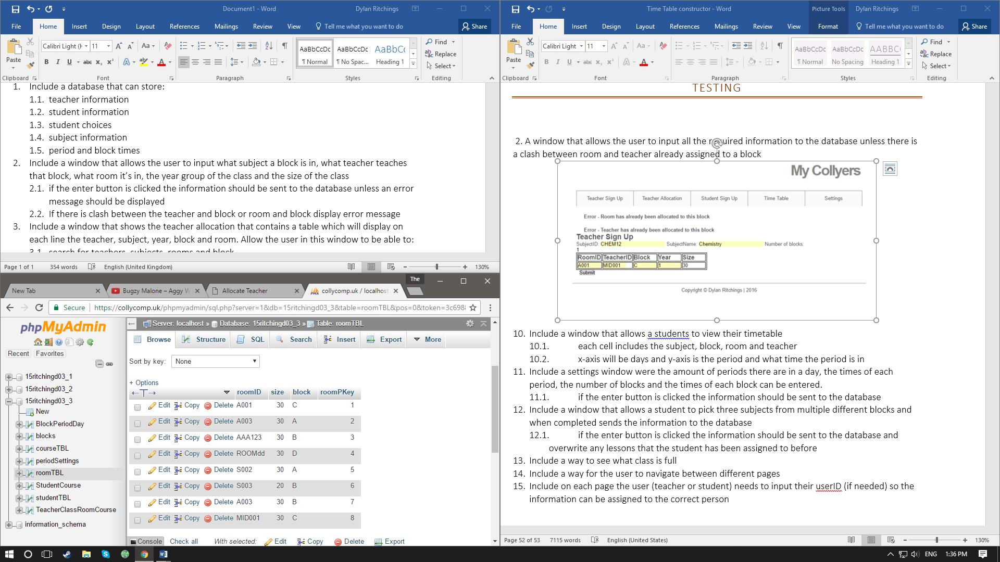 Document1 - Word
Dylan Ritchings
File Home Insert Design Layout References Mailings Review View Tell me what you want to do Share
Paste
Calibri Light (H 11
Aa
B I U abc x₂ x² A A
AaBbCcDc AaBbCcDc AaBbCc
¶ Normal ¶ No Spac... Heading 1
Find
Replace
Select
Clipboard Font Paragraph Styles Editing
1. Include a database that can store:
1.1. teacher information
1.2. student information
1.3. student choices
1.4. subject information
1.5. period and block times
2. Include a window that allows the user to input what subject a block is in, what teacher teaches
that block, what room it's in, the year group of the class and the size of the class
2.1. if the enter button is clicked the information should be sent to the database unless an error
message should be displayed
2.2. If there is clash between the teacher and block or room and block display error message
3. Include a window that shows the teacher allocation that contains a table which will display on
each line the teacher, subject, year, block and room. Allow the user in this window to be able to:
3.1. search for teachers, subjects, rooms and block
Page 1 of 1 354 words English (United Kingdom) 130%
The
New Tab
Bugzy Malone – Aggy W
Allocate Teacher
collycomp.uk / localhost
Secure https://collycomp.uk/phpmyadmin/sql.php?server=1&db=15ritchingd03_3&table=roomTBL&pos=0&token=3c698
phpMyAdmin
Recent Favorites
15ritchingd03_1
15ritchingd03_2
15ritchingd03_3
New
BlockPeriodDay
blocks
courseTBL
periodSettings
roomTBL
StudentCourse
studentTBL
TeacherClassRoomCourse
information_schema
Server: localhost » Database: 15ritchingd03_3 » Table: roomTBL
Browse Structure SQL Search Insert Export More
Sort by key: None
+ Options
←T→ roomID size block roomPKey
Edit Copy Delete A001 30 C 1
Edit Copy Delete A003 30 A 2
Edit Copy Delete AAA123 30 B 3
Edit Copy Delete ROOMdd 30 D 4
Edit Copy Delete S002 30 A 5
Edit Copy Delete S003 20 B 6
Edit Copy Delete A003 30 B 7
Edit Copy Delete MID001 30 C 8
Console Check all With selected: Edit Copy Delete Export
Time Table constructor - Word
Picture Tools
Dylan Ritchings
File Home Insert Design Layout References Mailings Review View Format Tell me what you want to do Share
Paste
Calibri Light 11
Aa
B I U abc x₂ x² A A
AaBbCcDc AaBbCcDc AABBC
¶ Normal No Spacing Heading 1
Find
Replace
Select
Clipboard Font Paragraph Styles Editing
TESTING
2. A window that allows the user to input all the required information to the database unless there is
a clash between room and teacher already assigned to a block
My Collyers
Teacher Sign Up Teacher Allocation Student Sign Up Time Table Settings
Error - Room has already been allocated to this block
Error - Teacher has already been allocated to this block
Teacher Sign Up
SubjectID: CHEM12 SubjectName: Chemistry Number of blocks:
1
RoomID TeacherID Block Year Size
A001 MID001 C 1 30
Submit
Copyright © Dylan Ritchings | 2016
10. Include a window that allows a students to view their timetable
10.1. each cell includes the subject, block, room and teacher
10.2. x-axis will be days and y-axis is the period and what time the period is in
11. Include a settings window were the amount of periods there are in a day, the times of each
period, the number of blocks and the times of each block can be entered.
11.1. if the enter button is clicked the information should be sent to the database
12. Include a window that allows a student to pick three subjects from multiple different blocks and
when completed sends the information to the database
12.1. if the enter button is clicked the information should be sent to the database and
overwrite any lessons that the student has been assigned to before
13. Include a way to see what class is full
14. Include a way for the user to navigate between different pages
15. Include on each page the user (teacher or student) needs to input their userID (if needed) so the
information can be assigned to the correct person
Page 52 of 53 7115 words English (United States) 130%
ENG 1:36 PM